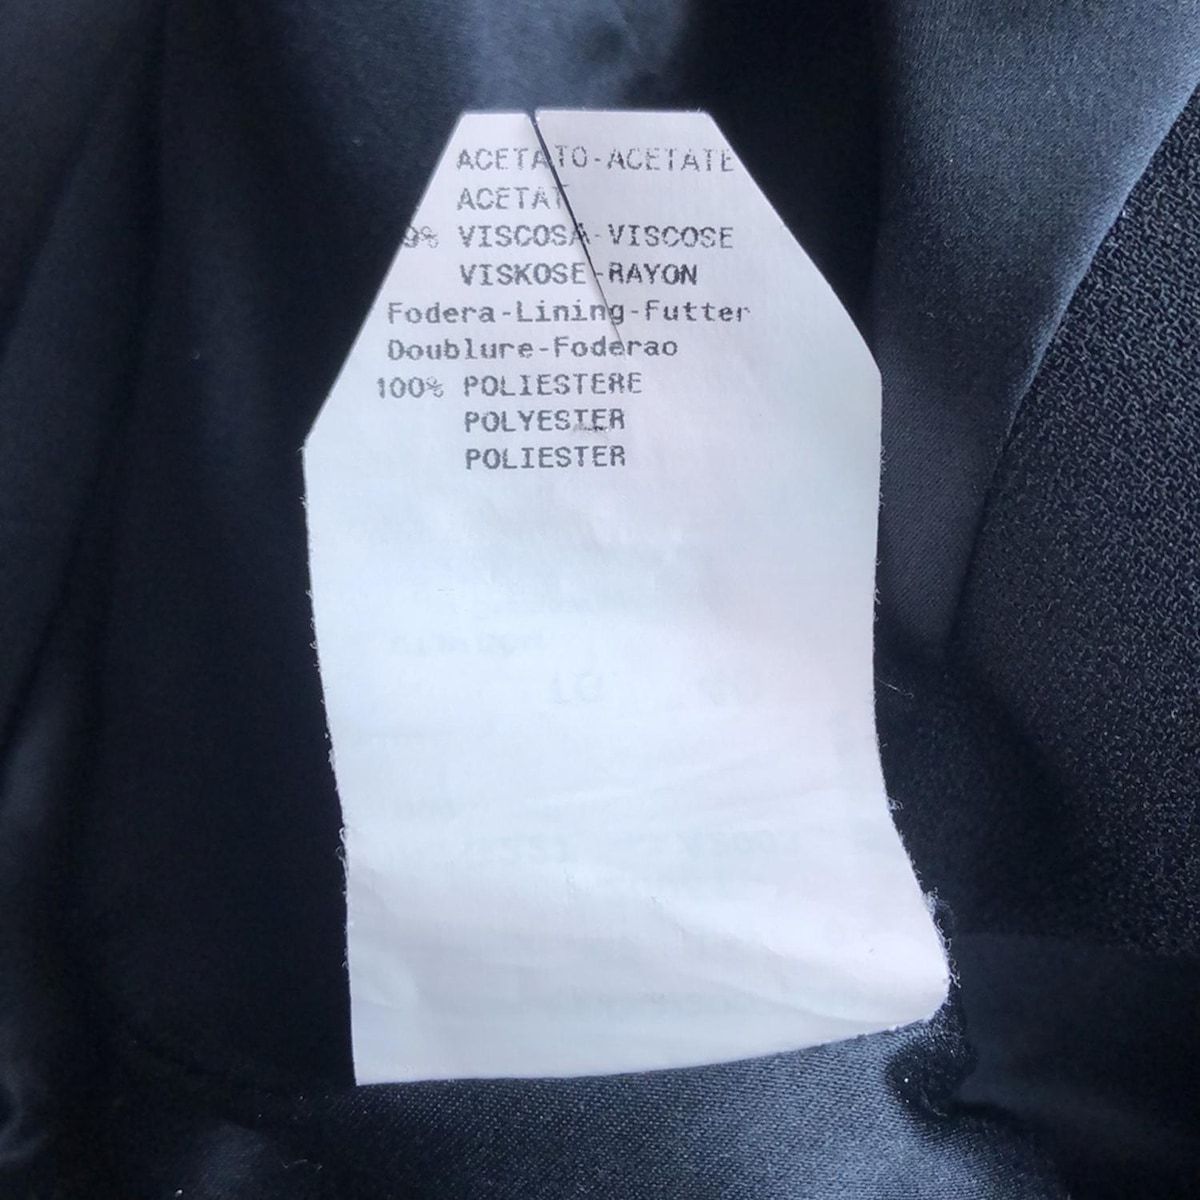 ACETATO-ACETATE
ACETAT
9% VISCOSA-VISCOSE
VISKOSE-RAYON
Fodera-Lining-Futter
Doublure-Foderao
100% POLIESTERE
POLYESTER
POLIESTER